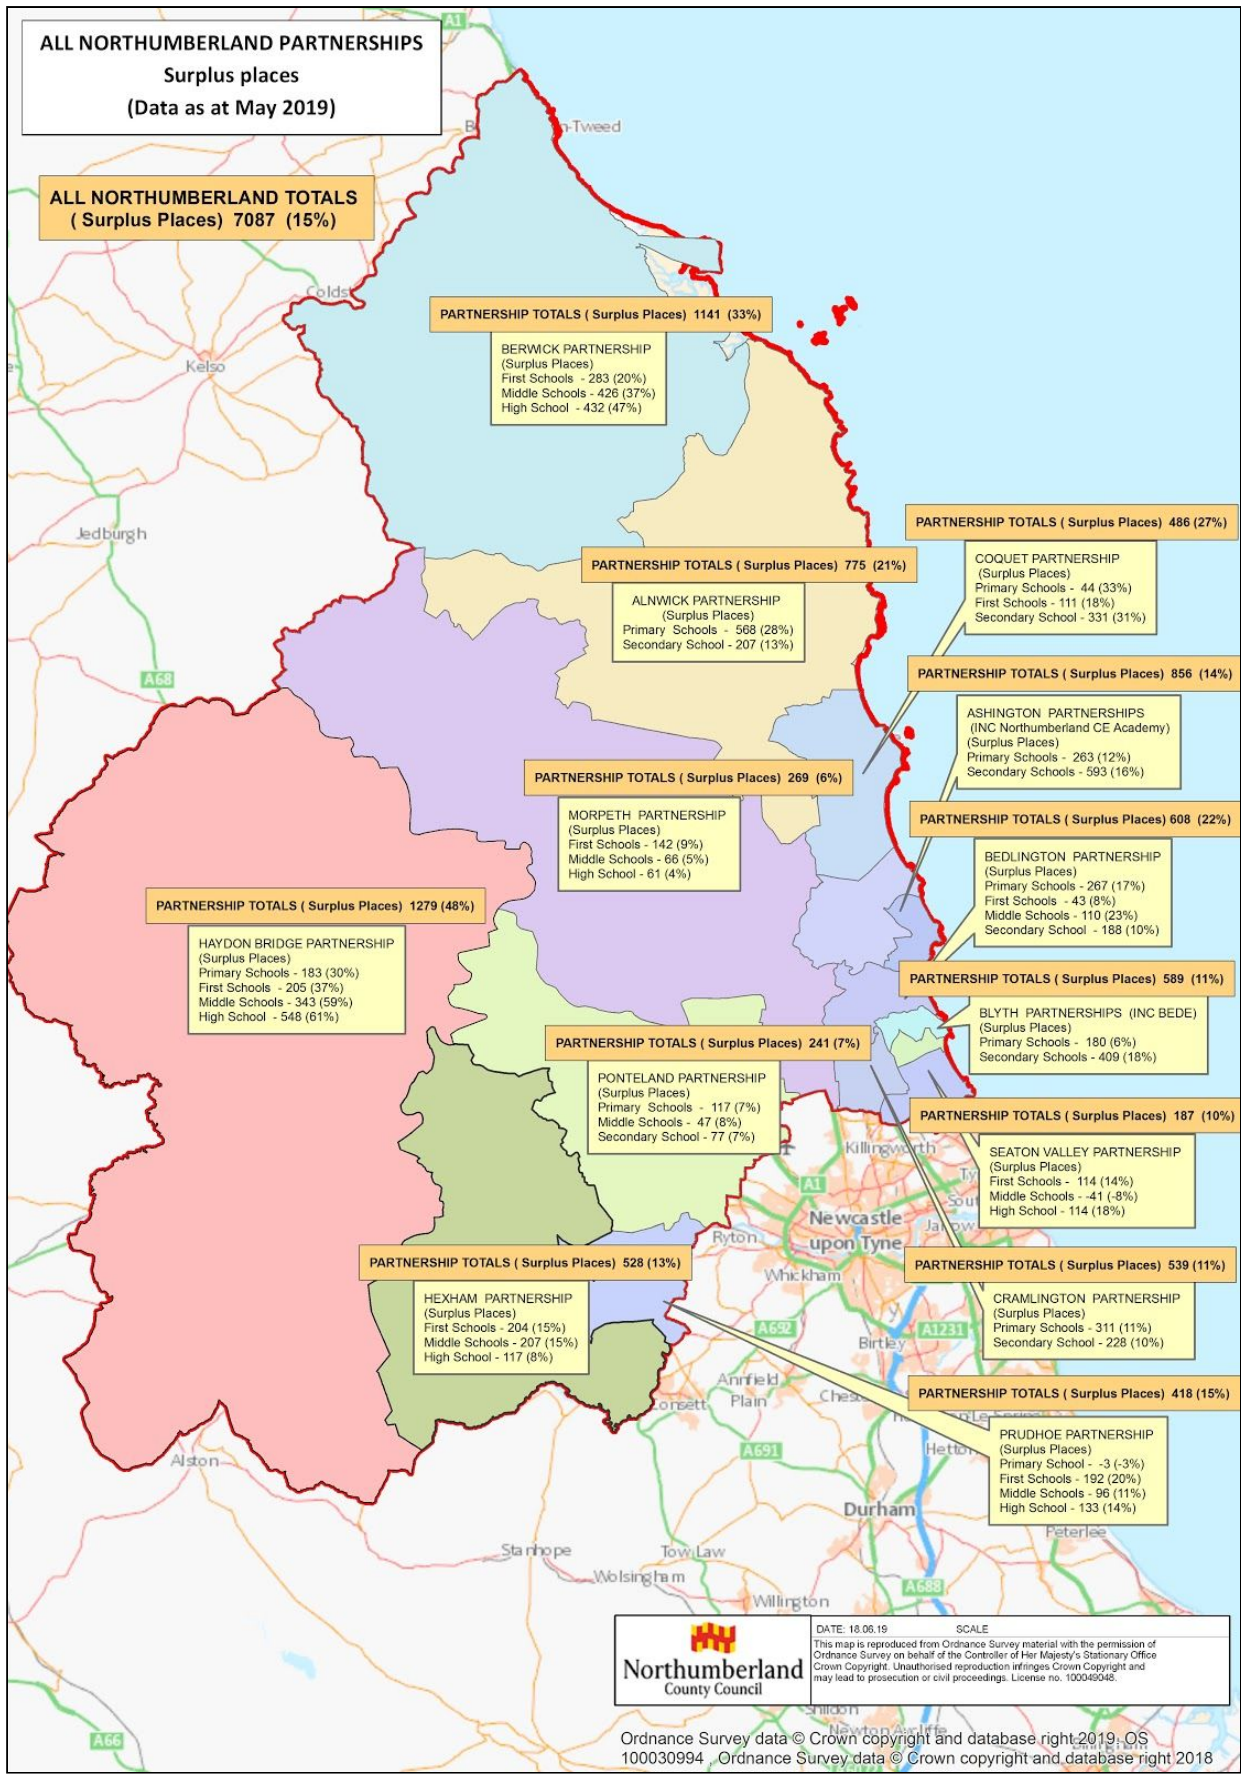 ALL NORTHUMBERLAND PARTNERSHIPS
Surplus places
(Data as at May 2019)
A1
n-Tweed
ALL NORTHUMBERLAND TOTALS
( Surplus Places) 7087 (15%)
Colds
Kelso
PARTNERSHIP TOTALS ( Surplus Places) 1141 (33%)
BERWICK PARTNERSHIP
(Surplus Places)
First Schools - 283 (20%)
Middle Schools - 426 (37%)
High School - 432 (47%)
Jedburgh
A68
PARTNERSHIP TOTALS ( Surplus Places) 486 (27%)
COQUET PARTNERSHIP
(Surplus Places)
Primary Schools - 44 (33%)
First Schools - 111 (18%)
Secondary School - 331 (31%)
PARTNERSHIP TOTALS ( Surplus Places) 775 (21%)
ALNWICK PARTNERSHIP
(Surplus Places)
Primary Schools - 568 (28%)
Secondary School - 207 (13%)
PARTNERSHIP TOTALS ( Surplus Places) 856 (14%)
ASHINGTON PARTNERSHIPS
(INC Northumberland CE Academy)
(Surplus Places)
Primary Schools - 263 (12%)
Secondary Schools - 593 (16%)
PARTNERSHIP TOTALS ( Surplus Places) 269 (6%)
MORPETH PARTNERSHIP
(Surplus Places)
First Schools - 142 (9%)
Middle Schools - 66 (5%)
High School - 61 (4%)
PARTNERSHIP TOTALS ( Surplus Places) 608 (22%)
BEDLINGTON PARTNERSHIP
(Surplus Places)
Primary Schools - 267 (17%)
First Schools - 43 (8%)
Middle Schools - 110 (23%)
Secondary School - 188 (10%)
PARTNERSHIP TOTALS ( Surplus Places) 1279 (48%)
HAYDON BRIDGE PARTNERSHIP
(Surplus Places)
Primary Schools - 183 (30%)
First Schools - 205 (37%)
Middle Schools - 343 (59%)
High School - 548 (61%)
PARTNERSHIP TOTALS ( Surplus Places) 589 (11%)
BLYTH PARTNERSHIPS (INC BEDE)
(Surplus Places)
Primary Schools - 180 (6%)
Secondary Schools - 409 (18%)
PARTNERSHIP TOTALS ( Surplus Places) 241 (7%)
PONTELAND PARTNERSHIP
(Surplus Places)
Primary Schools - 117 (7%)
Middle Schools - 47 (8%)
Secondary School - 77 (7%)
PARTNERSHIP TOTALS ( Surplus Places) 187 (10%)
SEATON VALLEY PARTNERSHIP
(Surplus Places)
First Schools - 114 (14%)
Middle Schools - -41 (-8%)
High School - 114 (18%)
Killingworth
A1
Ty
Sout
Newcastle
upon Tyne
Jarrow
Ryton
Whickham
PARTNERSHIP TOTALS ( Surplus Places) 528 (13%)
HEXHAM PARTNERSHIP
(Surplus Places)
First Schools - 204 (15%)
Middle Schools - 207 (15%)
High School - 117 (8%)
PARTNERSHIP TOTALS ( Surplus Places) 539 (11%)
CRAMLINGTON PARTNERSHIP
(Surplus Places)
Primary Schools - 311 (11%)
Secondary School - 228 (10%)
A692
A1231
Birtley
Annfield
Plain
Chest
onsett
PARTNERSHIP TOTALS ( Surplus Places) 418 (15%)
PRUDHOE PARTNERSHIP
(Surplus Places)
Primary School - -3 (-3%)
First Schools - 192 (20%)
Middle Schools - 96 (11%)
High School - 133 (14%)
Hetton
A691
Alston
Durham
Peterlee
Stanhope
Tow Law
Wolsingham
A688
Willington
Northumberland
County Council
DATE: 18.06.19 SCALE
This map is reproduced from Ordnance Survey material with the permission of
Ordnance Survey on behalf of the Controller of Her Majesty's Stationary Office
Crown Copyright. Unauthorised reproduction infringes Crown Copyright and
may lead to prosecution or civil proceedings. License no. 100049048.
Shildon
Newton Aycliffe
A66
Ordnance Survey data © Crown copyright and database right 2019. OS
100030994 , Ordnance Survey data © Crown copyright and database right 2018